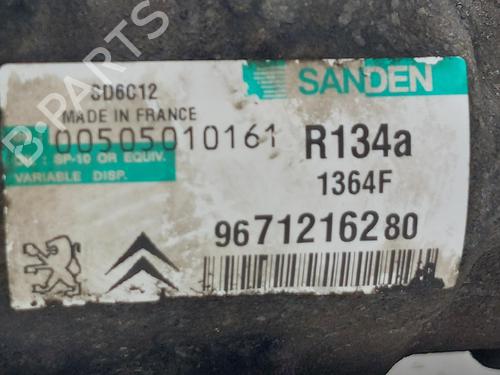 SD6C12
SANDEN
MADE IN FRANCE
00505010161
R134a
: SP-10 OR EQUIV.
VARIABLE DISP.
1364F
9671216280
B-PARTS